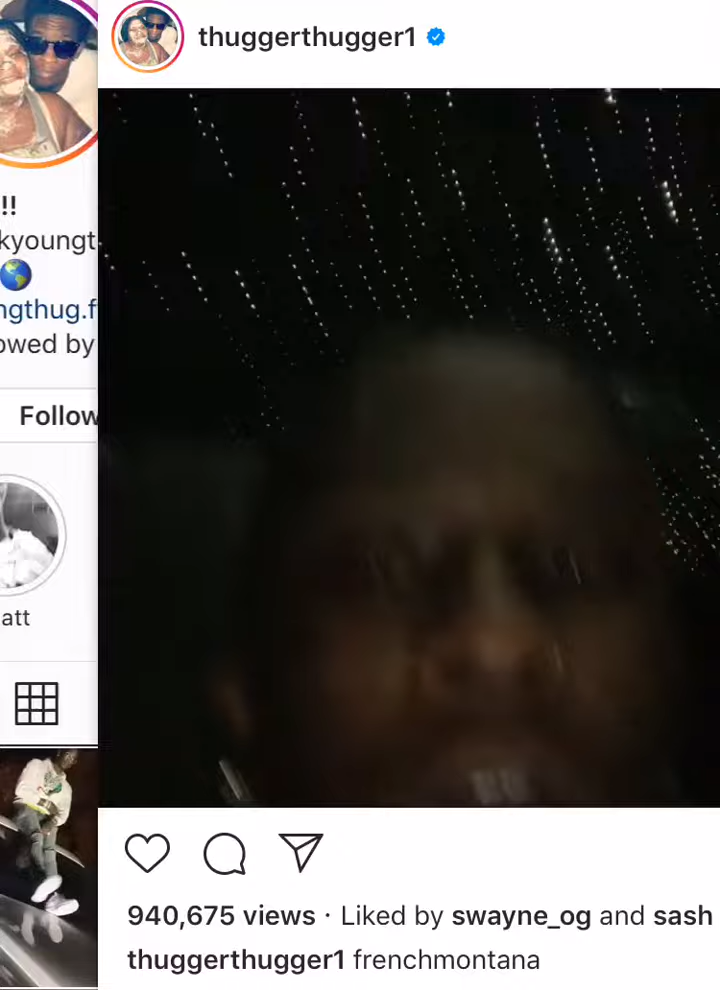 thuggerthugger1
!!
kyoungt
ngthug.f
owed by
Follow
att
940,675 views · Liked by swayne_og and sash
thuggerthugger1 frenchmontana